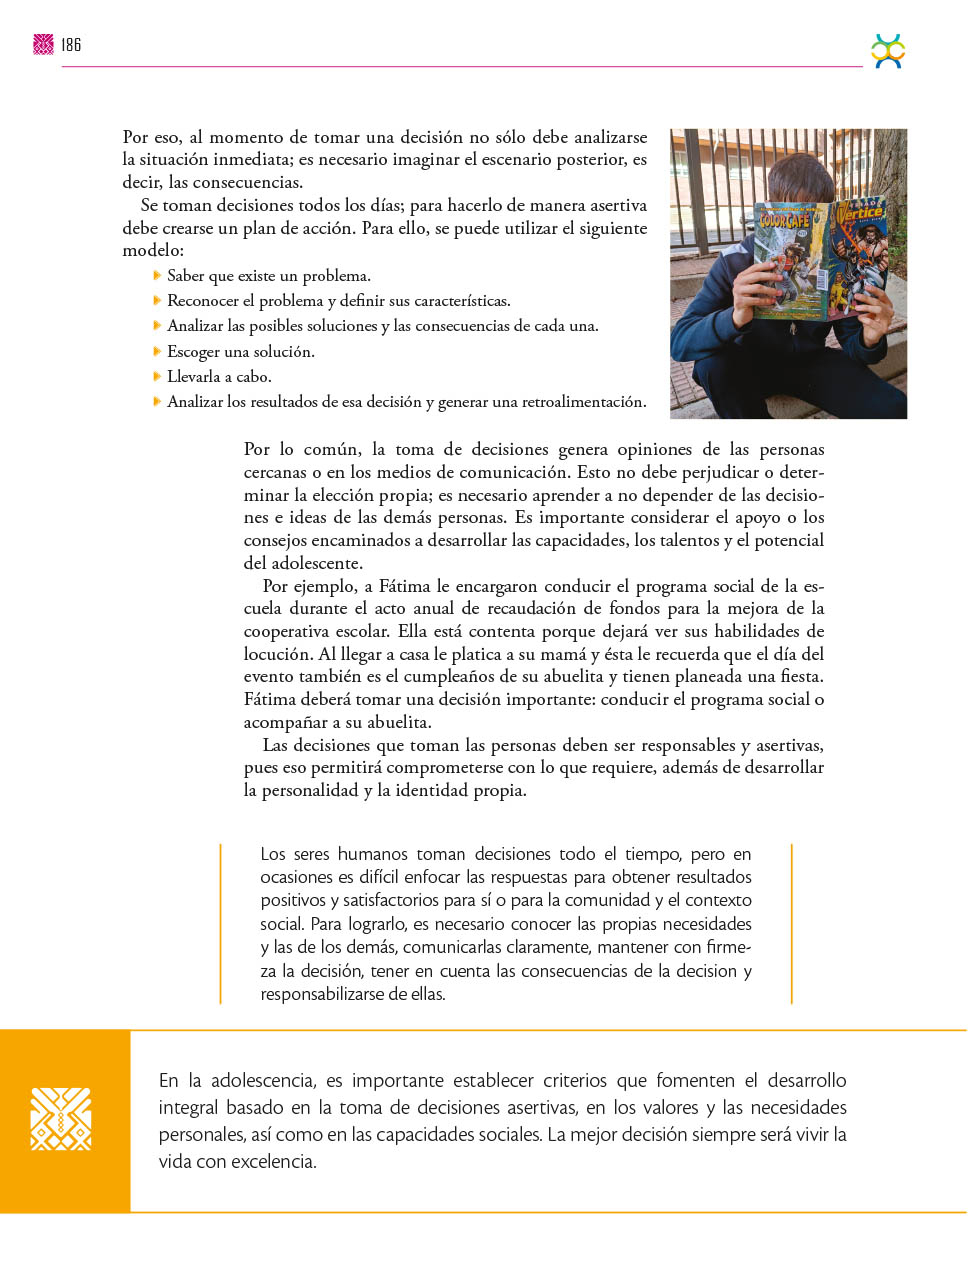 186
Por eso, al momento de tomar una decisión no sólo debe analizarse
la situación inmediata; es necesario imaginar el escenario posterior, es
decir, las consecuencias.
Se toman decisiones todos los días; para hacerlo de manera asertiva
debe crearse un plan de acción. Para ello, se puede utilizar el siguiente
modelo:
Saber que existe un problema.
Reconocer el problema y definir sus características.
Analizar las posibles soluciones y las consecuencias de cada una.
Escoger una solución.
Llevarla a cabo.
Analizar los resultados de esa decisión y generar una retroalimentación.
COLOR CAFÉ
Vértice
Por lo común, la toma de decisiones genera opiniones de las personas
cercanas o en los medios de comunicación. Esto no debe perjudicar o deter-
minar la elección propia; es necesario aprender a no depender de las decisio-
nes e ideas de las demás personas. Es importante considerar el apoyo o los
consejos encaminados a desarrollar las capacidades, los talentos y el potencial
del adolescente.
Por ejemplo, a Fátima le encargaron conducir el programa social de la es-
cuela durante el acto anual de recaudación de fondos para la mejora de la
cooperativa escolar. Ella está contenta porque dejará ver sus habilidades de
locución. Al llegar a casa le platica a su mamá y ésta le recuerda que el día del
evento también es el cumpleaños de su abuelita y tienen planeada una fiesta.
Fátima deberá tomar una decisión importante: conducir el programa social o
acompañar a su abuelita.
Las decisiones que toman las personas deben ser responsables y asertivas,
pues eso permitirá comprometerse con lo que requiere, además de desarrollar
la personalidad y la identidad propia.
Los seres humanos toman decisiones todo el tiempo, pero en
ocasiones es difícil enfocar las respuestas para obtener resultados
positivos y satisfactorios para sí o para la comunidad y el contexto
social. Para lograrlo, es necesario conocer las propias necesidades
y las de los demás, comunicarlas claramente, mantener con firme-
za la decisión, tener en cuenta las consecuencias de la decision y
responsabilizarse de ellas.
En la adolescencia, es importante establecer criterios que fomenten el desarrollo
integral basado en la toma de decisiones asertivas, en los valores y las necesidades
personales, así como en las capacidades sociales. La mejor decisión siempre será vivir la
vida con excelencia.